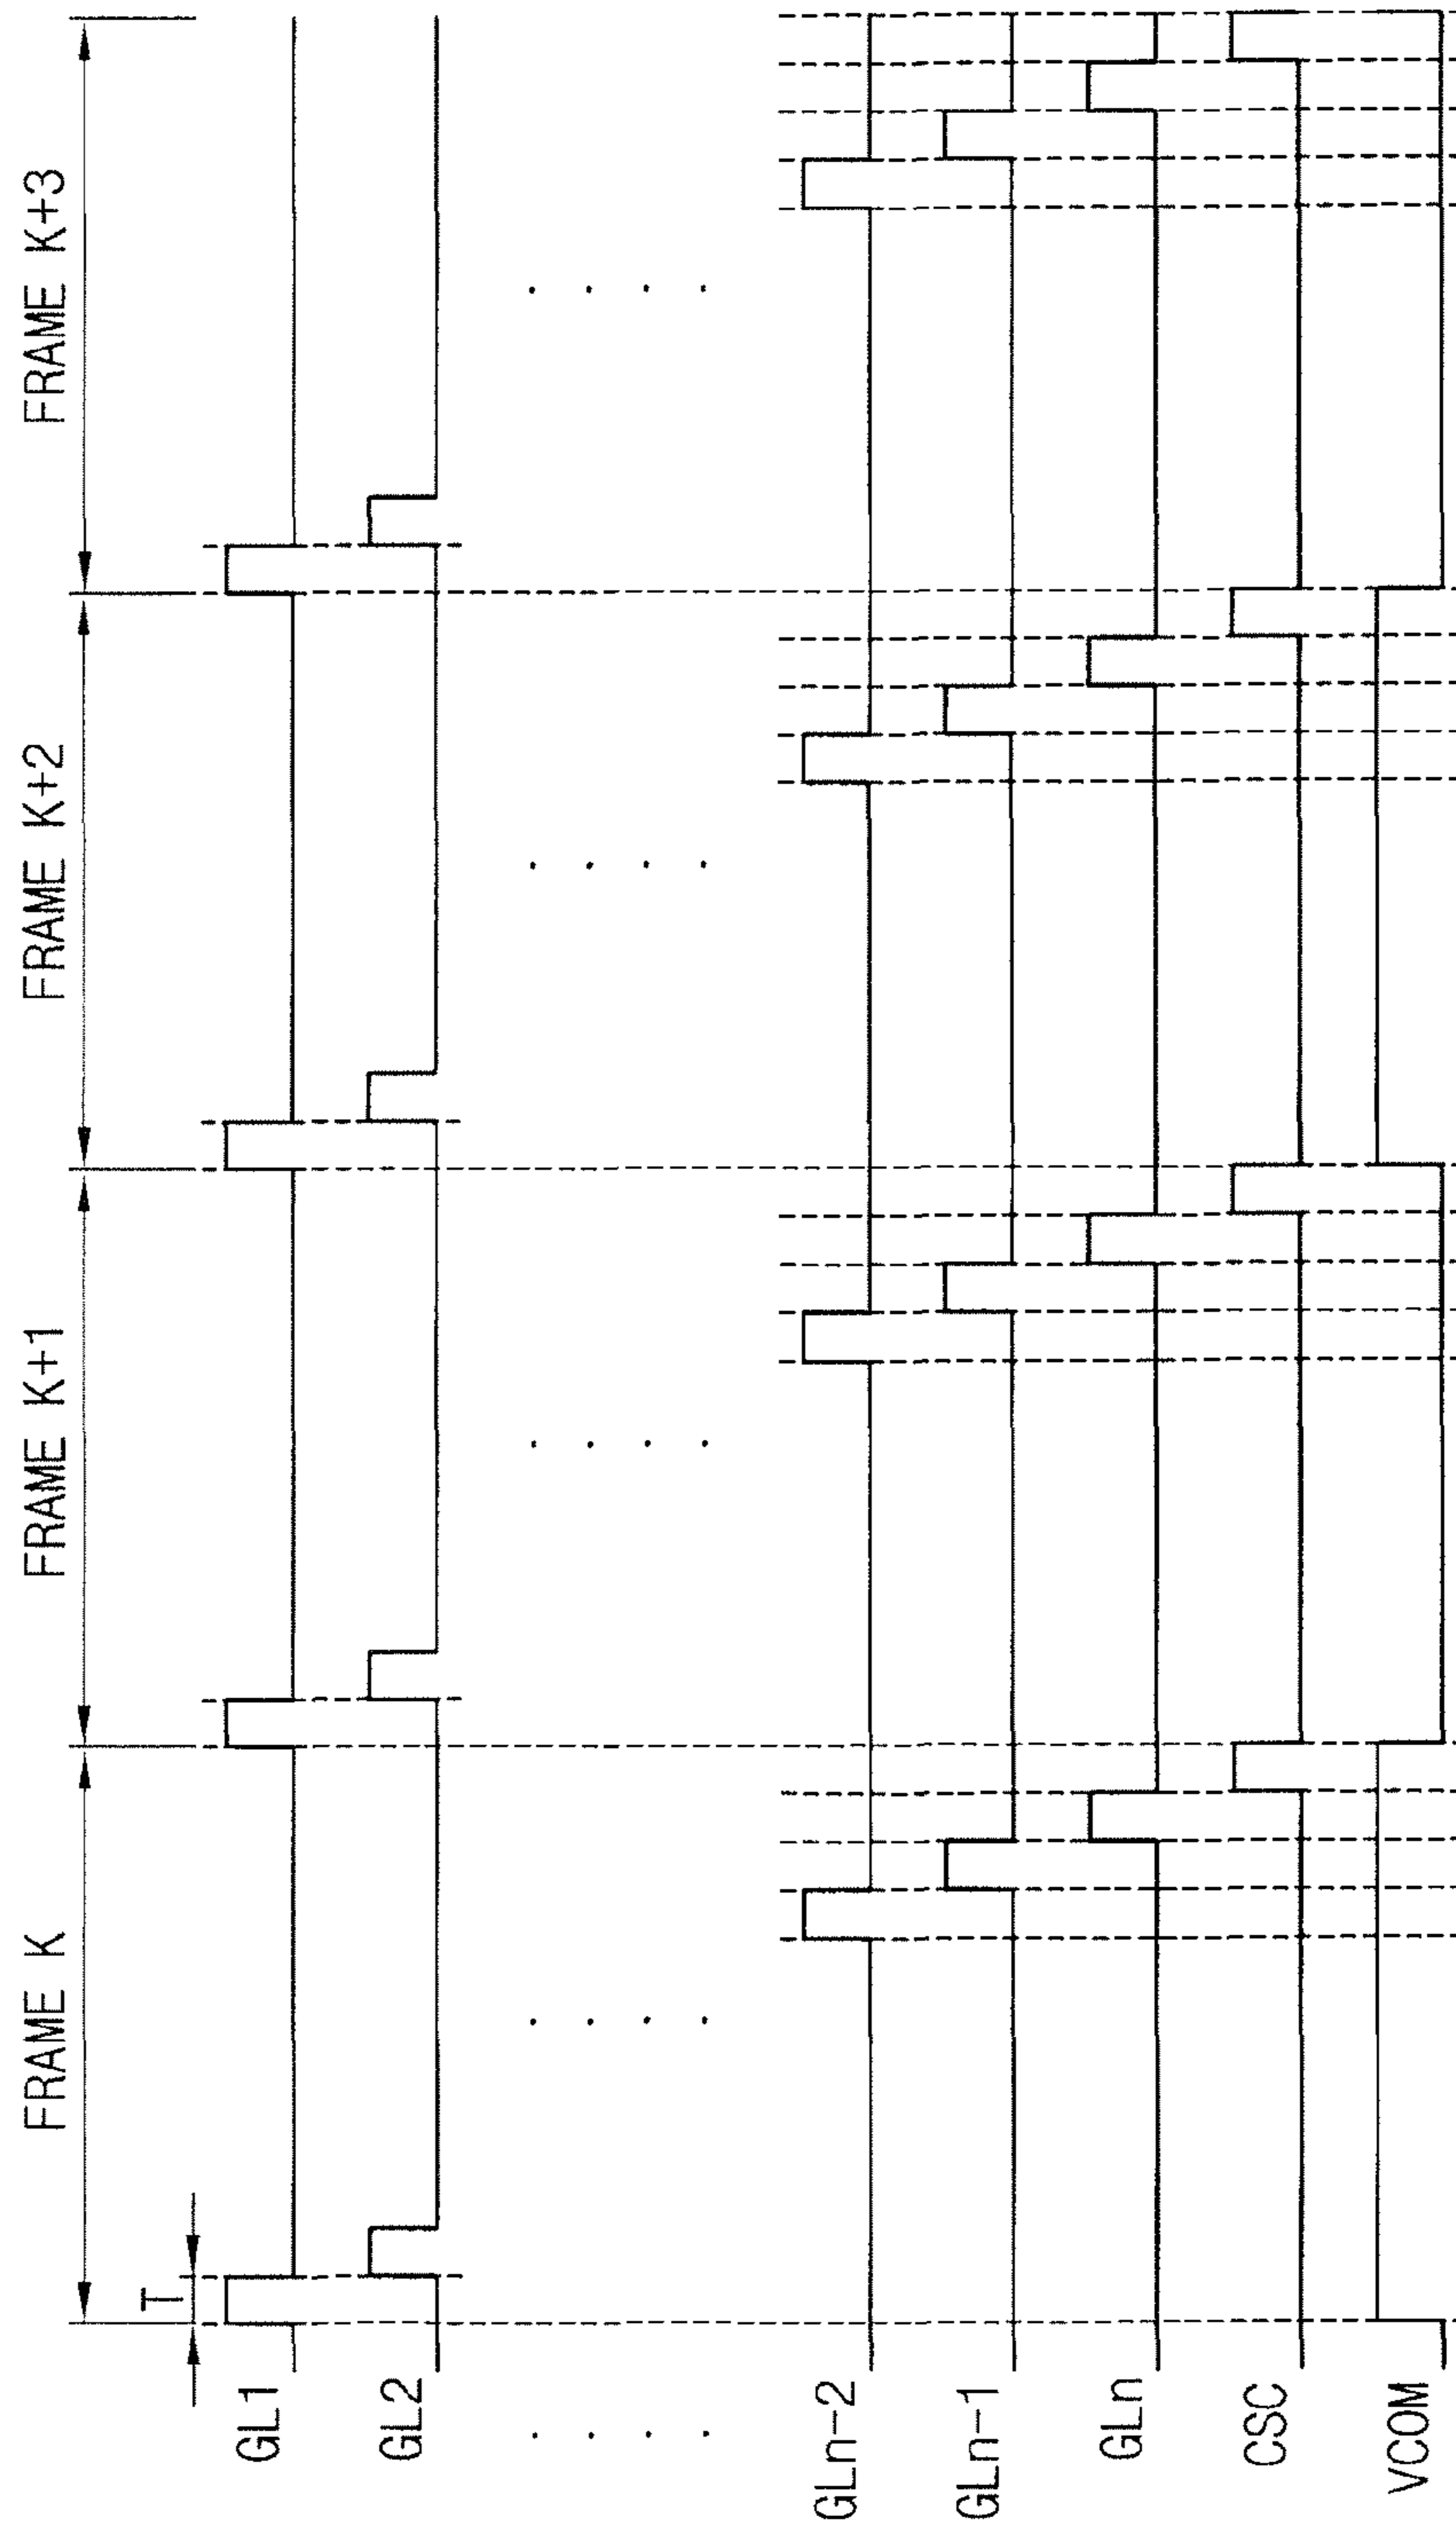 FRAME K
FRAME K+1
FRAME K+2
FRAME K+3
T
GL1
GL2
. . . .
GLn-2
GLn-1
GLn
CSC
VCOM